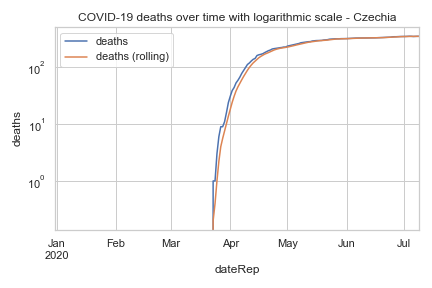 COVID-19 deaths over time with logarithmic scale - Czechia
deaths
deaths (rolling)
10²
10¹
10⁰
deaths
Jan Feb Mar Apr May Jun Jul
2020
dateRep